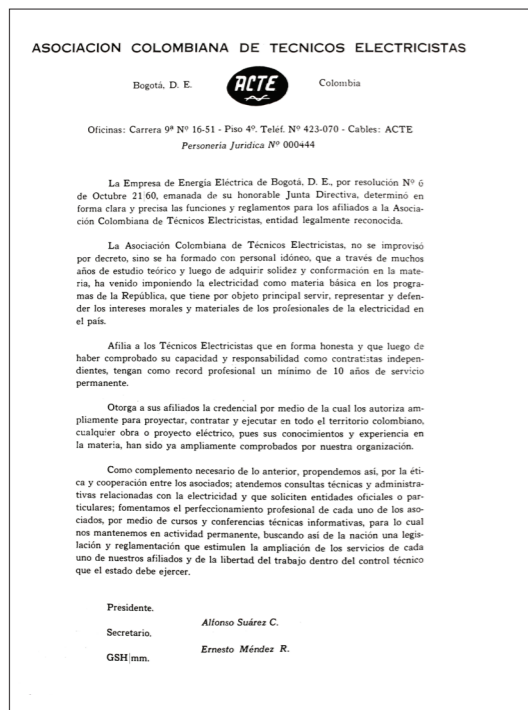 ASOCIACION COLOMBIANA DE TECNICOS ELECTRICISTAS
Bogotá, D. E. ACTE Colombia
Oficinas: Carrera 9ª Nº 16-51 - Piso 4º. Teléf. Nº 423-070 - Cables: ACTE
Personería Jurídica Nº 000444
La Empresa de Energía Eléctrica de Bogotá, D. E., por resolución Nº 6
de Octubre 21|60, emanada de su honorable Junta Directiva, determinó en
forma clara y precisa las funciones y reglamentos para los afiliados a la Asocia-
ción Colombiana de Técnicos Electricistas, entidad legalmente reconocida.
La Asociación Colombiana de Técnicos Electricistas, no se improvisó
por decreto, sino se ha formado con personal idóneo, que a través de muchos
años de estudio teórico y luego de adquirir solidez y conformación en la mate-
ria, ha venido imponiendo la electricidad como materia básica en los progra-
mas de la República, que tiene por objeto principal servir, representar y defen-
der los intereses morales y materiales de los profesionales de la electricidad en
el país.
Afilia a los Técnicos Electricistas que en forma honesta y que luego de
haber comprobado su capacidad y responsabilidad como contratistas indepen-
dientes, tengan como record profesional un mínimo de 10 años de servicio
permanente.
Otorga a sus afiliados la credencial por medio de la cual los autoriza am-
pliamente para proyectar, contratar y ejecutar en todo el territorio colombiano,
cualquier obra o proyecto eléctrico, pues sus conocimientos y experiencia en
la materia, han sido ya ampliamente comprobados por nuestra organización.
Como complemento necesario de lo anterior, propendemos así, por la éti-
ca y cooperación entre los asociados; atendemos consultas técnicas y administra-
tivas relacionadas con la electricidad y que soliciten entidades oficiales o par-
ticulares; fomentamos el perfeccionamiento profesional de cada uno de los aso-
ciados, por medio de cursos y conferencias técnicas informativas, para lo cual
nos mantenemos en actividad permanente, buscando así de la nación una legis-
lación y reglamentación que estimulen la ampliación de los servicios de cada
uno de nuestros afiliados y de la libertad del trabajo dentro del control técnico
que el estado debe ejercer.
Presidente.
Alfonso Suárez C.
Secretario.
Ernesto Méndez R.
GSH|mm.